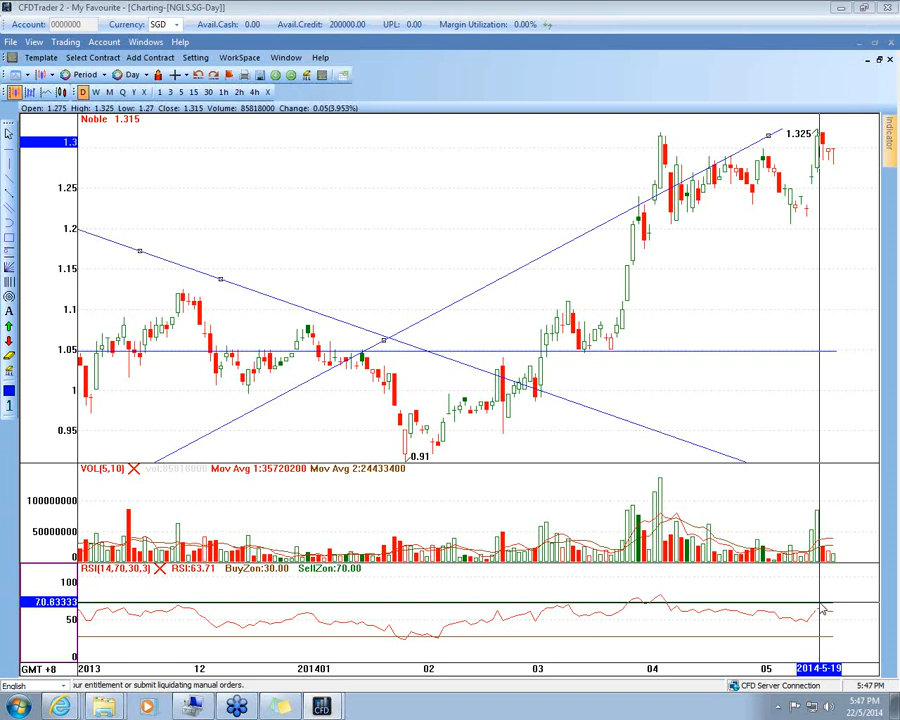 CFDTrader 2 - My Favourite - [Charting-[NGLS.SG-Day]]
Account: 0000000 Currency: SGD Avail.Cash: 0.00 Avail.Credit: 200000.00 UPL: 0.00 Margin Utilization: 0.00%
File View Trading Account Windows Help
Template Select Contract Add Contract Setting WorkSpace Window Help
Period Day
D W M Q Y X 1 3 5 15 30 1h 2h 4h X
Open: 1.275 High: 1.325 Low: 1.27 Close: 1.315 Volume: 85818000 Change: 0.05(3.953%)
Noble 1.315
Indicator
1.325
1.3
1.25
1.2
1.15
1.1
1.05
1
0.95
0.91
A
1
VOL(5,10) vol:85818000 Mov Avg 1:35720200 Mov Avg 2:24433400
100000000
50000000
0
RSI(14,70,30,3) RSI:63.71 BuyZon:30.00 SellZon:70.00
100
70.83333
50
0
GMT +8 2013 12 201401 02 03 04 05 2014-5-19
English your entitlement or submit liquidating manual orders. CFD Server Connection 5:47 PM
CFD
5:47 PM
22/5/2014